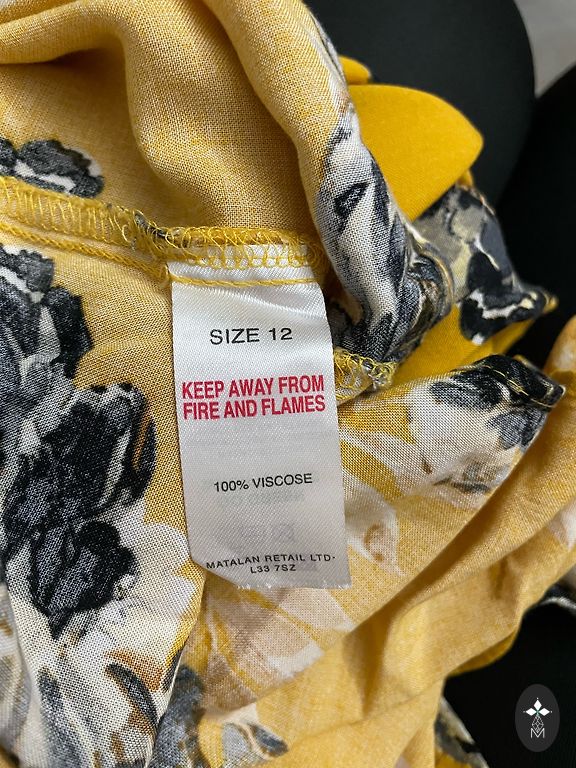 SIZE 12
KEEP AWAY FROM
FIRE AND FLAMES
100% VISCOSE
MATALAN RETAIL LTD·
L33 7SZ